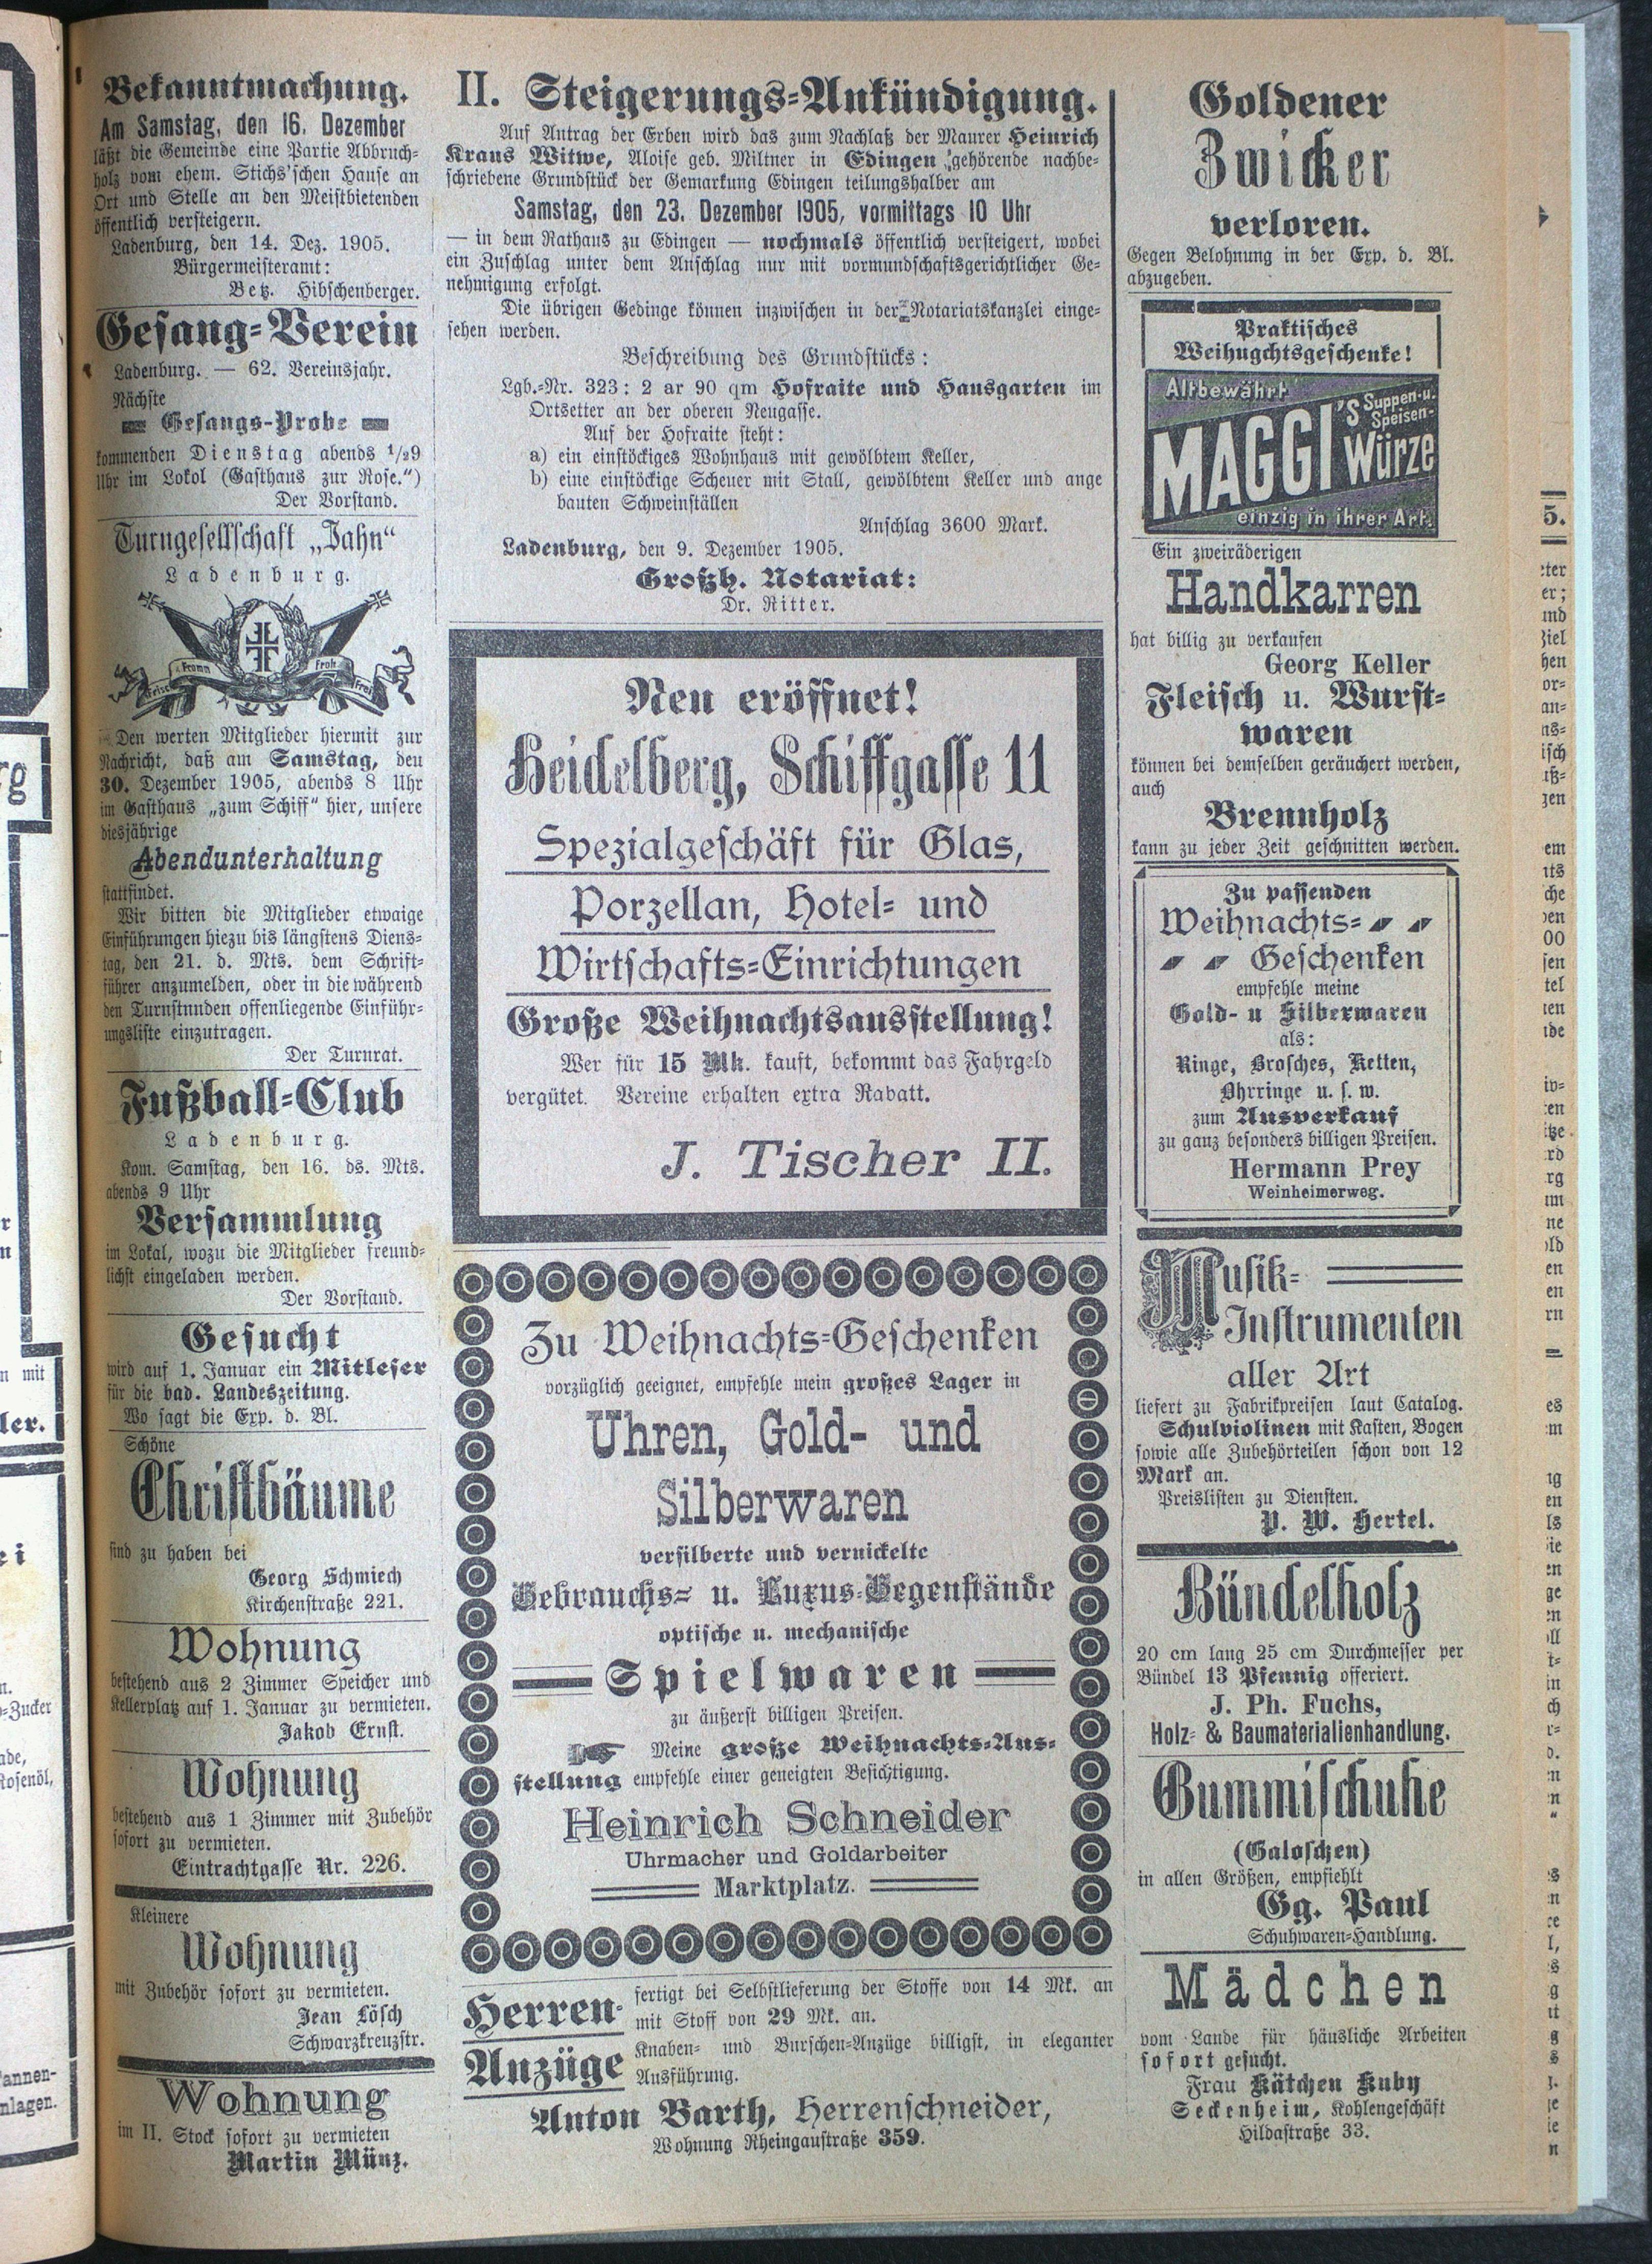 Bekanntmachung.
Am Samstag, den 16. Dezember
läßt die Gemeinde eine Partie Abbruch-
holz vom ehem. Stichs'schen Hause an
Ort und Stelle an den Meistbietenden
öffentlich versteigern.
Ladenburg, den 14. Dez. 1905.
Bürgermeisteramt:
Betz. Hibschenberger.
Gesang-Verein
Ladenburg. — 62. Vereinsjahr.
Nächste
Gesangs-Probe
kommenden Dienstag abends 1/29
Uhr im Lokol (Gasthaus zur Rose.“)
Der Vorstand.
Turngesellschaft „Jahn“
Ladenburg.
Frisch Fromm Froh Frei
Den werten Mitglieder hiermit zur
Nachricht, daß am Samstag, den
30. Dezember 1905, abends 8 Uhr
im Gasthaus „zum Schiff“ hier, unsere
diesjährige
Abendunterhaltung
stattfindet.
Wir bitten die Mitglieder etwaige
Einführungen hiezu bis längstens Diens-
tag, den 21. d. Mts. dem Schrift-
führer anzumelden, oder in die während
den Turnstnnden offenliegende Einführ-
ungsliste einzutragen.
Der Turnrat.
Fußball-Club
Ladenburg.
Kom. Samstag, den 16. ds. Mts.
abends 9 Uhr
Versammlung
im Lokal, wozu die Mitglieder freund-
lichst eingeladen werden.
Der Vorstand.
Gesucht
wird auf 1. Januar ein Mitleser
für die bad. Landeszeitung.
Wo sagt die Exp. d. Bl.
Schöne
Christbäume
sind zu haben bei
Georg Schmiech
Kirchenstraße 221.
Wohnung
bestehend aus 2 Zimmer Speicher und
Kellerplatz auf 1. Januar zu vermieten.
Jakob Ernst.
Wohnung
bestehend aus 1 Zimmer mit Zubehör
sofort zu vermieten.
Eintrachtgasse Nr. 226.
Kleinere
Wohnung
mit Zubehör sofort zu vermieten.
Jean Lösch
Schwarzkreuzstr.
Wohnung
im II. Stock sofort zu vermieten
Martin Münz.
II. Steigerungs-Ankündigung.
Auf Antrag der Erben wird das zum Nachlaß der Maurer Heinrich
Kraus Witwe, Aloise geb. Miltner in Edingen gehörende nachbe-
schriebene Grundstück der Gemarkung Edingen teilungshalber am
Samstag, den 23. Dezember 1905, vormittags 10 Uhr
— in dem Rathaus zu Edingen — nochmals öffentlich versteigert, wobei
ein Zuschlag unter dem Anschlag nur mit vormundschaftsgerichtlicher Ge-
nehmigung erfolgt.
Die übrigen Gedinge können inzwischen in der Notariatskanzlei einge-
sehen werden.
Beschreibung des Grundstücks:
Lgb.-Nr. 323: 2 ar 90 qm Hofraite und Hausgarten im
Ortsetter an der oberen Neugasse.
Auf der Hofraite steht:
a) ein einstöckiges Wohnhaus mit gewölbtem Keller,
b) eine einstöckige Scheuer mit Stall, gewölbtem Keller und ange
bauten Schweinställen
Anschlag 3600 Mark.
Ladenburg, den 9. Dezember 1905.
Großh. Notariat:
Dr. Ritter.
Neu eröffnet!
Heidelberg, Schiffgasse 11
Spezialgeschäft für Glas,
Porzellan, Hotel- und
Wirtschafts-Einrichtungen
Große Weihnachtsausstellung!
Wer für 15 Mk. kauft, bekommt das Fahrgeld
vergütet. Vereine erhalten extra Rabatt.
J. Tischer II.
Zu Weihnachts-Geschenken
vorzüglich geeignet, empfehle mein großes Lager in
Uhren, Gold- und
Silberwaren
versilberte und vernickelte
Gebrauchs- u. Luxus-Gegenstände
optische u. mechanische
Spielwaren
zu äußerst billigen Preisen.
Meine große Weihnachts-Aus-
stellung empfehle einer geneigten Besichtigung.
Heinrich Schneider
Uhrmacher und Goldarbeiter
Marktplatz.
Herren-
Anzüge
fertigt bei Selbstlieferung der Stoffe von 14 Mk. an
mit Stoff von 29 Mk. an.
Knaben- und Burschen-Anzüge billigst, in eleganter
Ausführung.
Anton Barth, Herrenschneider,
Wohnung Rheingaustraße 359.
Goldener
Zwicker
verloren.
Gegen Belohnung in der Exp. d. Bl.
abzugeben.
Praktisches
Weihugchtsgeschenke!
Altbewährt
MAGGI'S Suppen-u. Speisen-
Würze
einzig in ihrer Art.
Ein zweiräderigen
Handkarren
hat billig zu verkaufen
Georg Keller
Fleisch u. Wurst-
waren
können bei demselben geräuchert werden,
auch
Brennholz
kann zu jeder Zeit geschnitten werden.
Zu passenden
Weihnachts-
Geschenken
empfehle meine
Gold- u Silberwaren
als:
Ringe, Brosches, Ketten,
Ohrringe u. s. w.
zum Ausverkauf
zu ganz besonders billigen Preisen.
Hermann Prey
Weinheimerweg.
Musik-
Instrumenten
aller Art
liefert zu Fabrikpreisen laut Catalog.
Schulviolinen mit Kasten, Bogen
sowie alle Zubehörteilen schon von 12
Mark an.
Preislisten zu Diensten.
P. W. Hertel.
Bündelholz
20 cm lang 25 cm Durchmesser per
Bündel 13 Pfennig offeriert.
J. Ph. Fuchs,
Holz- & Baumaterialienhandlung.
Gummischuhe
(Galoschen)
in allen Größen, empfiehlt
Gg. Paul
Schuhwaren-Handlung.
Mädchen
vom Lande für häusliche Arbeiten
sofort gesucht.
Frau Kätchen Kuby
Seckenheim, Kohlengeschäft
Hildastraße 33.